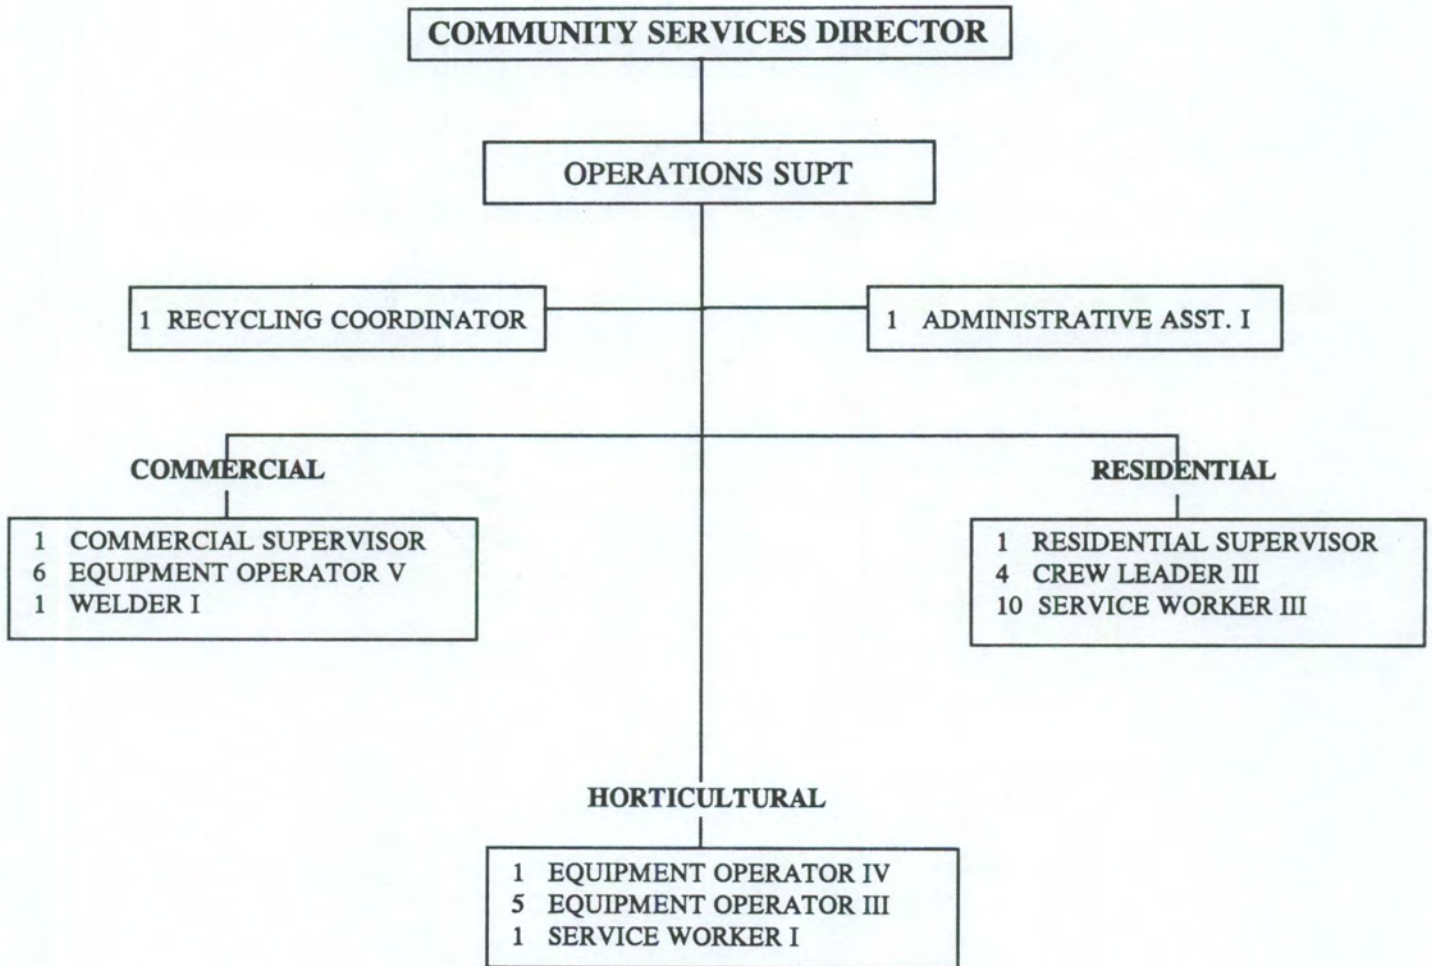 COMMUNITY SERVICES DIRECTOR
OPERATIONS SUPT
1 RECYCLING COORDINATOR
1 ADMINISTRATIVE ASST. I
COMMERCIAL
1 COMMERCIAL SUPERVISOR
6 EQUIPMENT OPERATOR V
1 WELDER I
RESIDENTIAL
1 RESIDENTIAL SUPERVISOR
4 CREW LEADER III
10 SERVICE WORKER III
HORTICULTURAL
1 EQUIPMENT OPERATOR IV
5 EQUIPMENT OPERATOR III
1 SERVICE WORKER I